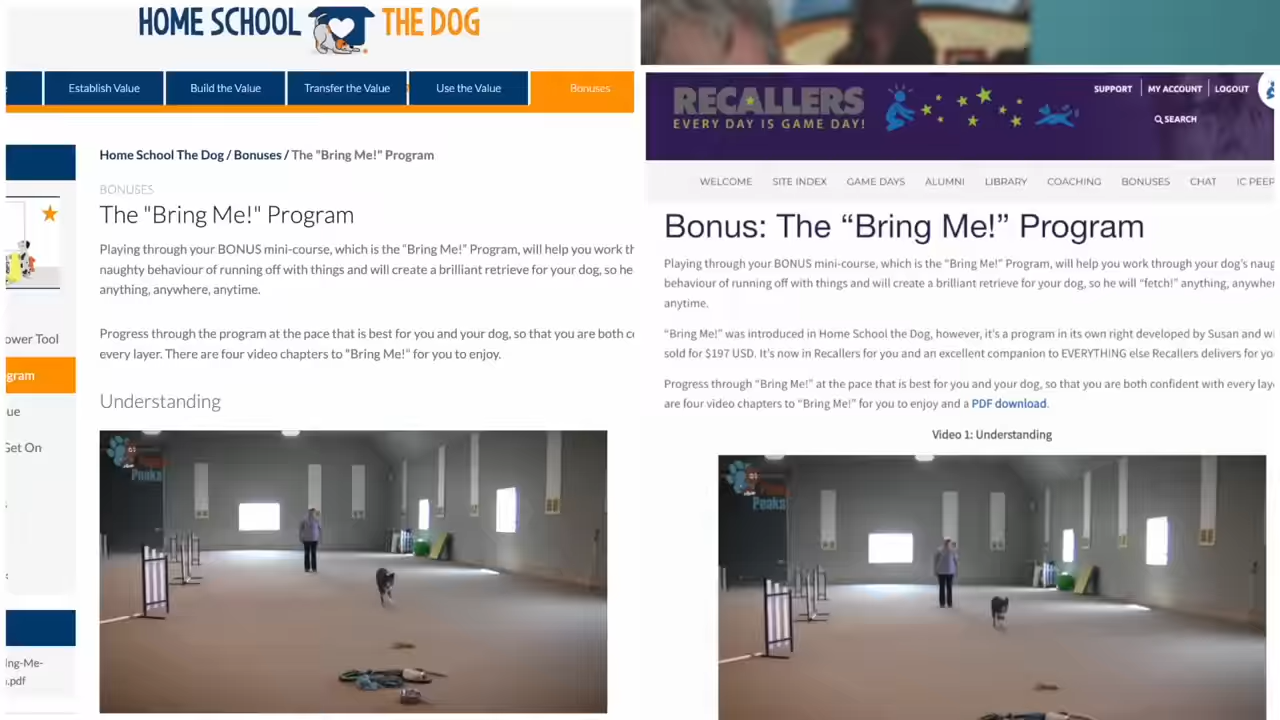 HOME SCHOOL THE DOG
Establish Value
Build the Value
Transfer the Value
Use the Value
Bonuses
Home School The Dog / Bonuses / The "Bring Me!" Program
BONUSES
The "Bring Me!" Program
Playing through your BONUS mini-course, which is the "Bring Me!" Program, will help you work th
naughty behaviour of running off with things and will create a brilliant retrieve for your dog, so he
anything, anywhere, anytime.
Progress through the program at the pace that is best for you and your dog, so that you are both co
every layer. There are four video chapters to "Bring Me!" for you to enjoy.
Understanding
ower Tool
gram
ue
Get On
ing-Me-
.pdf
Peaks
RECALLERS
EVERY DAY IS GAME DAY!
SUPPORT
MY ACCOUNT
LOGOUT
SEARCH
WELCOME
SITE INDEX
GAME DAYS
ALUMNI
LIBRARY
COACHING
BONUSES
CHAT
IC PEEP
Bonus: The “Bring Me!” Program
Playing through your BONUS mini-course, which is the “Bring Me!” Program, will help you work through your dog’s naug
behaviour of running off with things and will create a brilliant retrieve for your dog, so he will “fetch!” anything, anywher
anytime.
“Bring Me!” was introduced in Home School the Dog, however, it’s a program in its own right developed by Susan and wi
sold for $197 USD. It’s now in Recallers for you and an excellent companion to EVERYTHING else Recallers delivers for yo
Progress through “Bring Me!” at the pace that is best for you and your dog, so that you are both confident with every laye
are four video chapters to “Bring Me!” for you to enjoy and a PDF download.
Video 1: Understanding
Peaks